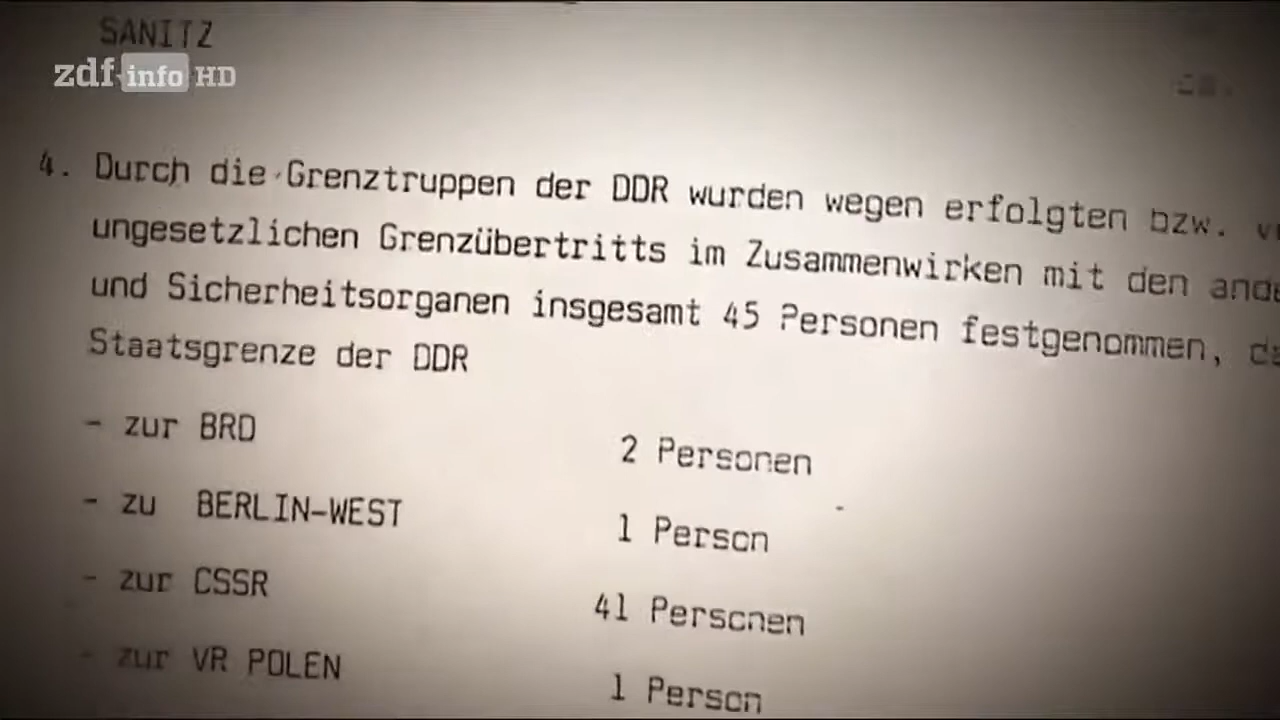 SANITZ
zdf info HD
4. Durch die Grenztruppen der DDR wurden wegen erfolgten bzw.
ungesetzlichen Grenzübertritts im Zusammenwirken mit den ande
und Sicherheitsorganen insgesamt 45 Personen festgenommen,
Staatsgrenze der DDR
- zur BRD 2 Personen
- zu BERLIN-WEST 1 Person
- zur CSSR 41 Personen
- zur VR POLEN 1 Person